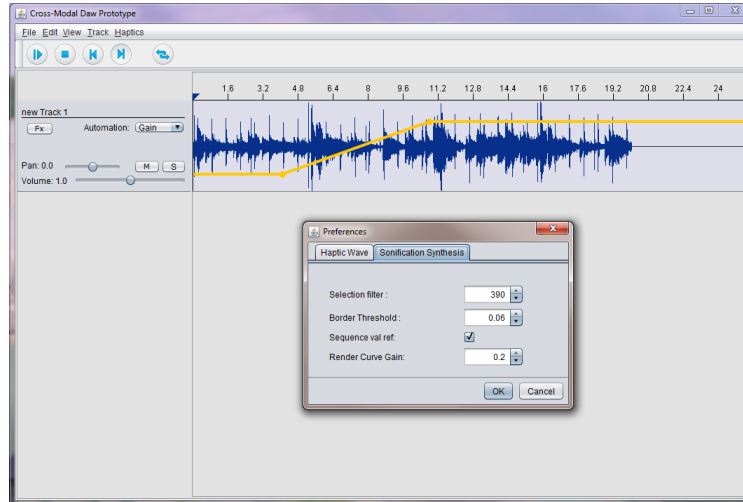 Cross-Modal Daw Prototype
File Edit View Track Haptics
1.6 3.2 4.8 6.4 8 9.6 11.2 12.8 14.4 16 17.6 19.2 20.8 22.4 24
new Track 1
Fx Automation: Gain
Pan: 0.0 M S
Volume: 1.0
Preferences
Haptic Wave Sonification Synthesis
Selection filter : 390
Border Threshold : 0.06
Sequence val ref:
Render Curve Gain: 0.2
OK Cancel